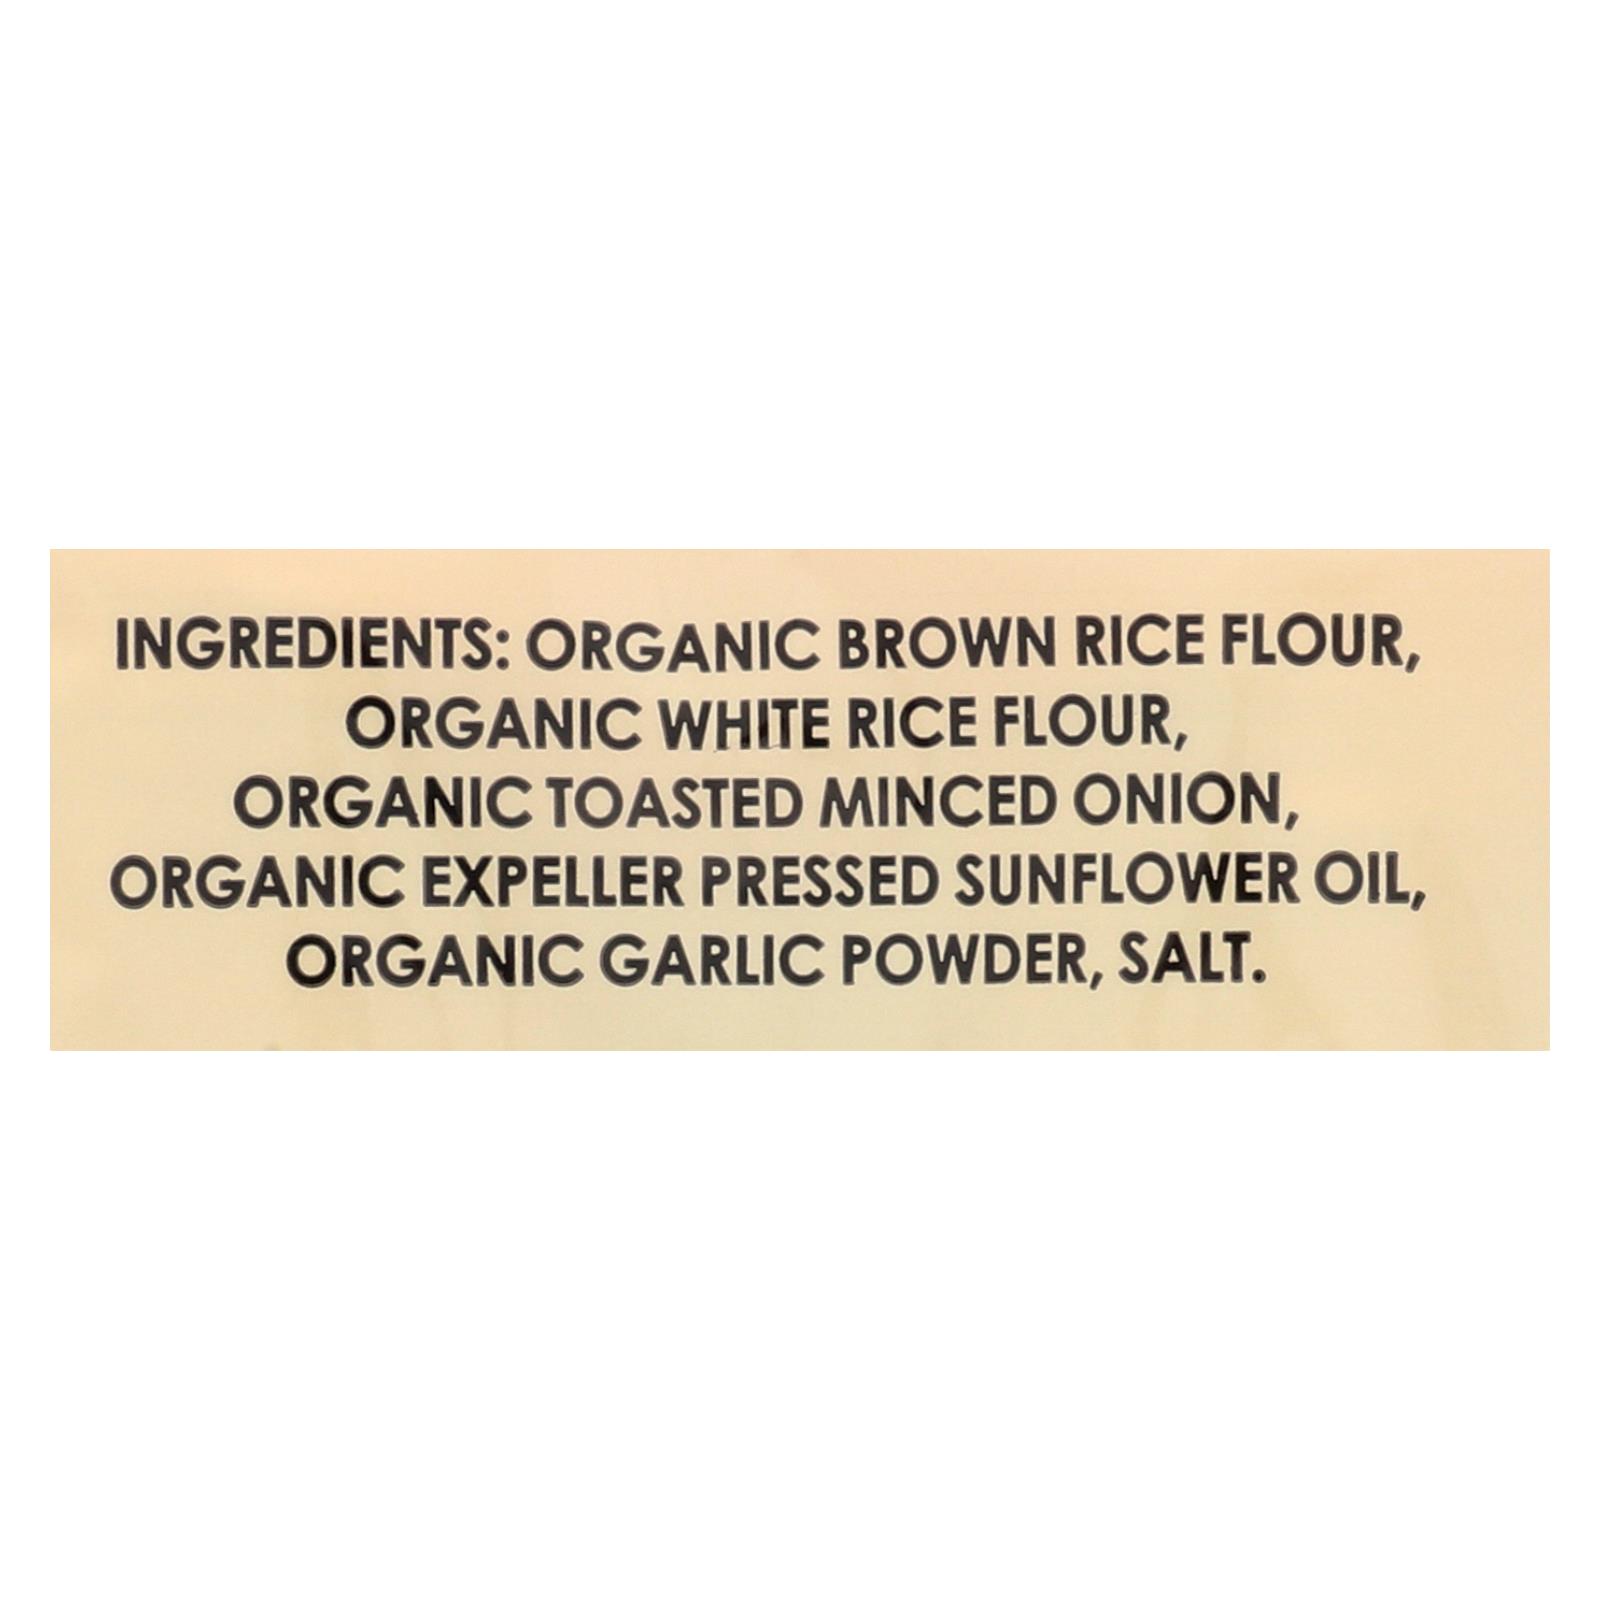 INGREDIENTS: ORGANIC BROWN RICE FLOUR,
ORGANIC WHITE RICE FLOUR,
ORGANIC TOASTED MINCED ONION,
ORGANIC EXPELLER PRESSED SUNFLOWER OIL,
ORGANIC GARLIC POWDER, SALT.